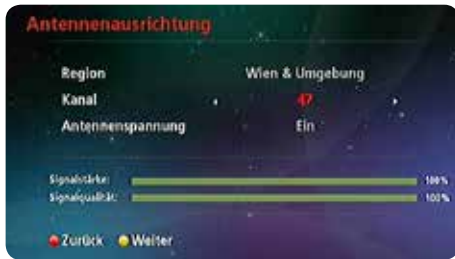 Antennenausrichtung
Region Wien & Umgebung
Kanal 47
Antennenspannung Ein
Signalstärke: 100%
Signalqualität: 100%
Zurück Weiter